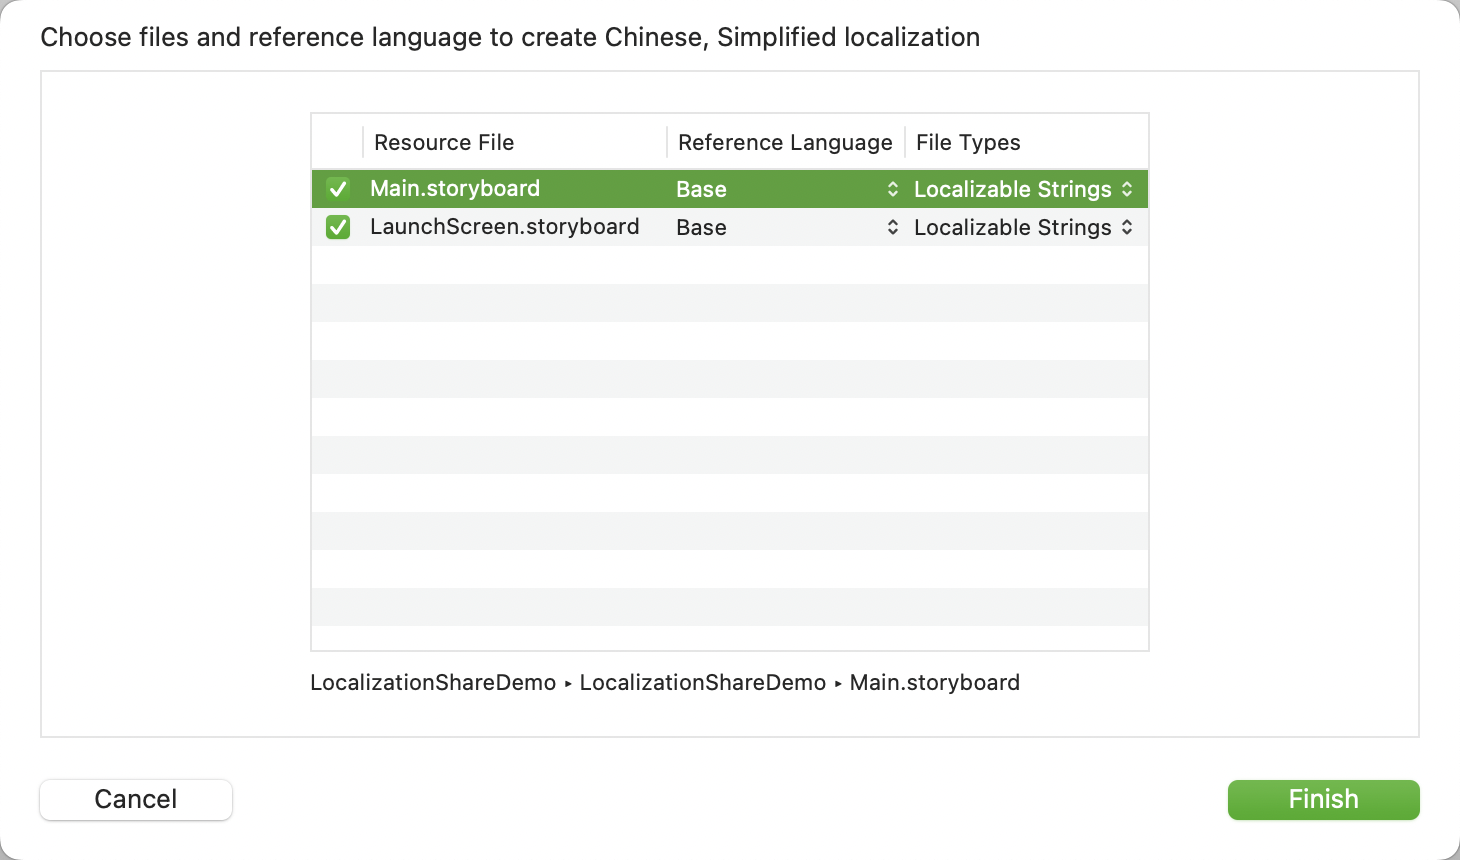 Choose files and reference language to create Chinese, Simplified localization
Resource File Reference Language File Types
Main.storyboard Base Localizable Strings
LaunchScreen.storyboard Base Localizable Strings
LocalizationShareDemo ▸ LocalizationShareDemo ▸ Main.storyboard
Cancel Finish